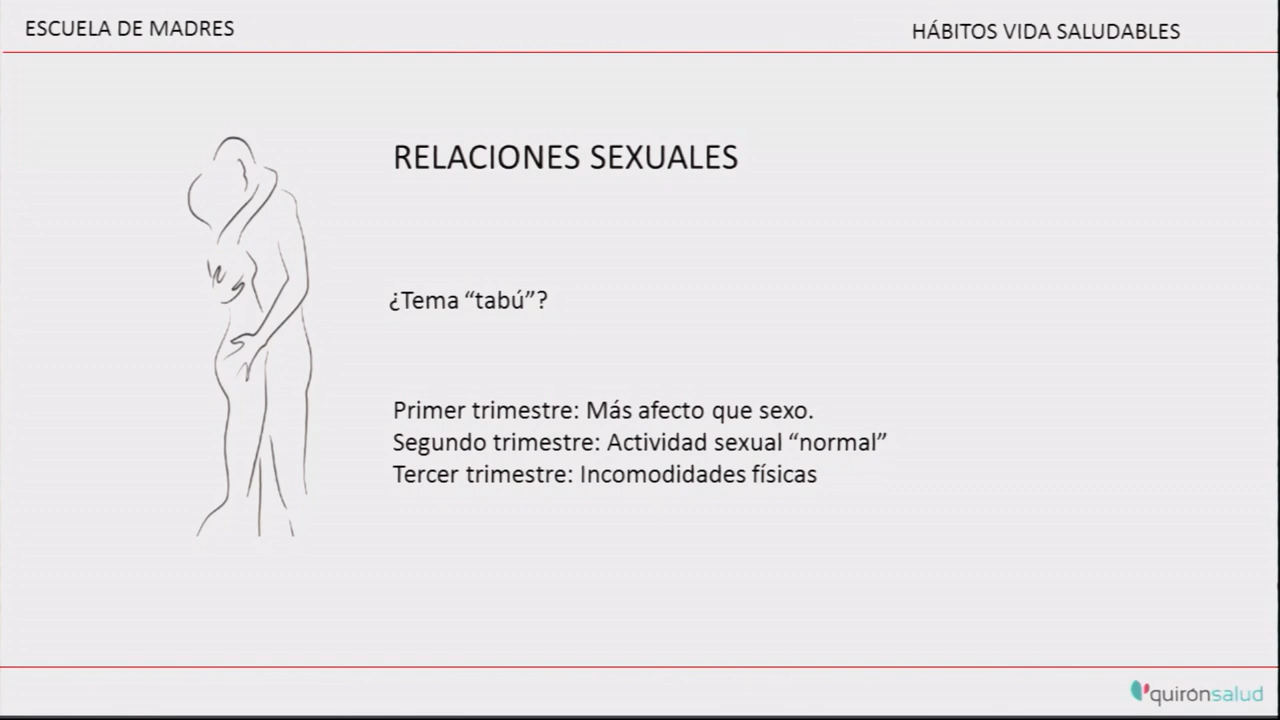 ESCUELA DE MADRES
HÁBITOS VIDA SALUDABLES
RELACIONES SEXUALES
¿Tema “tabú”?
Primer trimestre: Más afecto que sexo.
Segundo trimestre: Actividad sexual “normal”
Tercer trimestre: Incomodidades físicas
quirónsalud